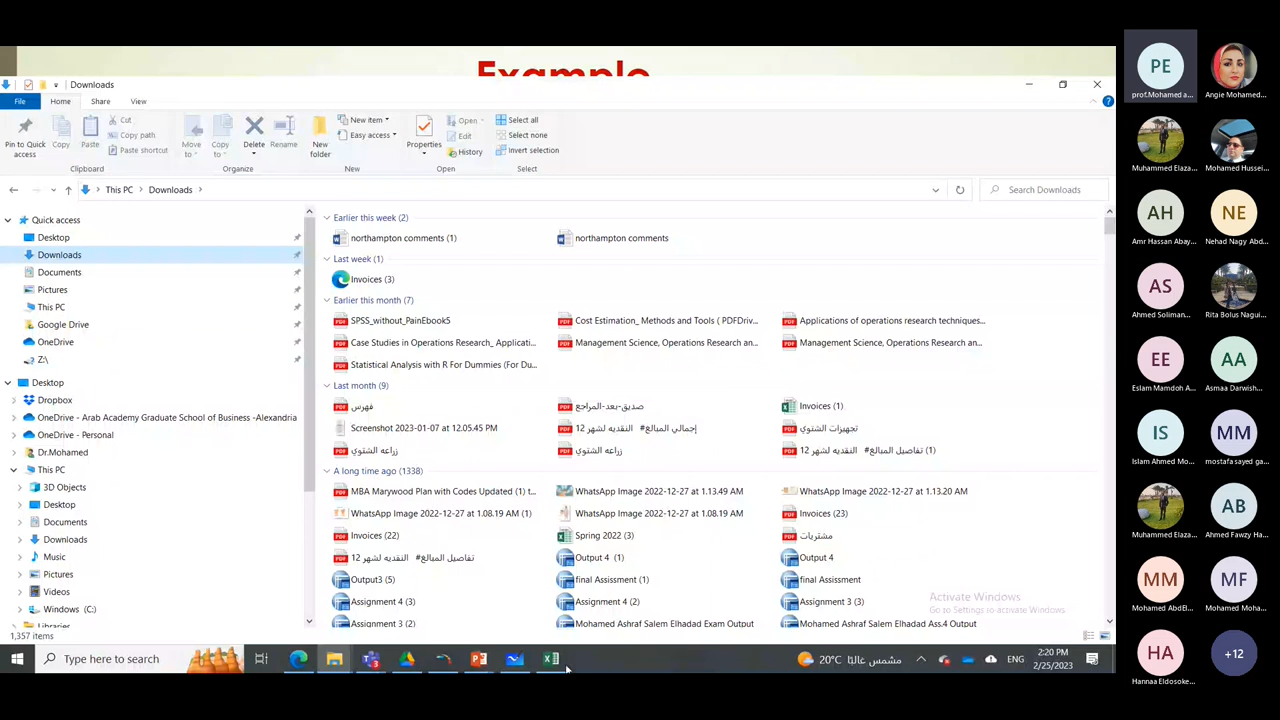 Example
Downloads
File Home Share View
Pin to Quick access
Copy
Paste
Cut
Copy path
Paste shortcut
Clipboard
Move to
Copy to
Delete
Rename
Organize
New folder
New item
Easy access
New
Properties
Open
Edit
History
Open
Select all
Select none
Invert selection
Select
This PC > Downloads >
Search Downloads
Quick access
Desktop
Downloads
Documents
Pictures
This PC
Google Drive
OneDrive
Z:\
Desktop
Dropbox
OneDrive - Arab Academy Graduate School of Business -Alexandria
OneDrive - Personal
Dr.Mohamed
This PC
3D Objects
Desktop
Documents
Downloads
Music
Pictures
Videos
Windows (C:)
Libraries
Earlier this week (2)
northampton comments (1)
northampton comments
Last week (1)
Invoices (3)
Earlier this month (7)
SPSS_without_PainEbook5
Cost Estimation_ Methods and Tools ( PDFDriv...
Applications of operations research techniques...
Case Studies in Operations Research_ Applicati...
Management Science, Operations Research an...
Management Science, Operations Research an...
Statistical Analysis with R For Dummies (For Du...
Last month (9)
فهرس
صديق-بعد-المراجع
Invoices (1)
Screenshot 2023-01-07 at 12.05.45 PM
إجمالي المبالغ# النقديه لشهر 12
تجهيزات الشتوي
زراعه الشتوي
زراعه الشتوي
تفاصيل المبالغ# النقديه لشهر 12 (1)
A long time ago (1338)
MBA Marywood Plan with Codes Updated (1) t...
WhatsApp Image 2022-12-27 at 1.13.49 AM
WhatsApp Image 2022-12-27 at 1.13.20 AM
WhatsApp Image 2022-12-27 at 1.08.19 AM (1)
WhatsApp Image 2022-12-27 at 1.08.19 AM
Invoices (23)
Invoices (22)
Spring 2022 (3)
مشتريات
تفاصيل المبالغ# النقديه لشهر 12
Output 4 (1)
Output 4
Output3 (5)
final Assissment (1)
final Assissment
Assignment 4 (3)
Assignment 4 (2)
Assignment 3 (3)
Assignment 3 (2)
Mohamed Ashraf Salem Elhadad Exam Output
Mohamed Ashraf Salem Elhadad Ass.4 Output
Activate Windows
Go to Settings to activate Windows.
1,357 items
Type here to search
20°C مشمس غالبًا
ENG
2:20 PM
2/25/2023
PE
prof.Mohamed a...
Angie Mohamed...
Muhammed Elaza...
Mohamed Hussei...
AH
Amr Hassan Abay...
NE
Nehad Nagy Abd...
AS
Ahmed Soliman...
Rita Bolus Nagui...
EE
Eslam Mamdoh A...
AA
Asmaa Darwish...
IS
Islam Ahmed Mo...
MM
mostafa sayed ga...
Muhammed Elaza...
AB
Ahmed Fawzy Ha...
MM
Mohamed AbdEl...
MF
Mohamed Moha...
HA
Hannaa Eldosoke...
+12